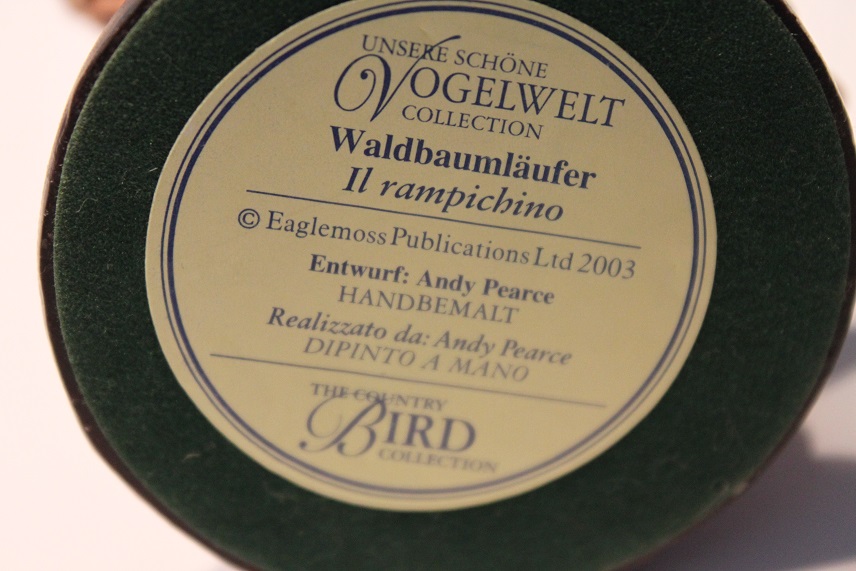 UNSERE SCHÖNE
VOGELWELT
COLLECTION
Waldbaumläufer
Il rampichino
© Eaglemoss Publications Ltd 2003
Entwurf: Andy Pearce
HANDBEMALT
Realizzato da: Andy Pearce
DIPINTO A MANO
THE COUNTRY
BIRD
COLLECTION